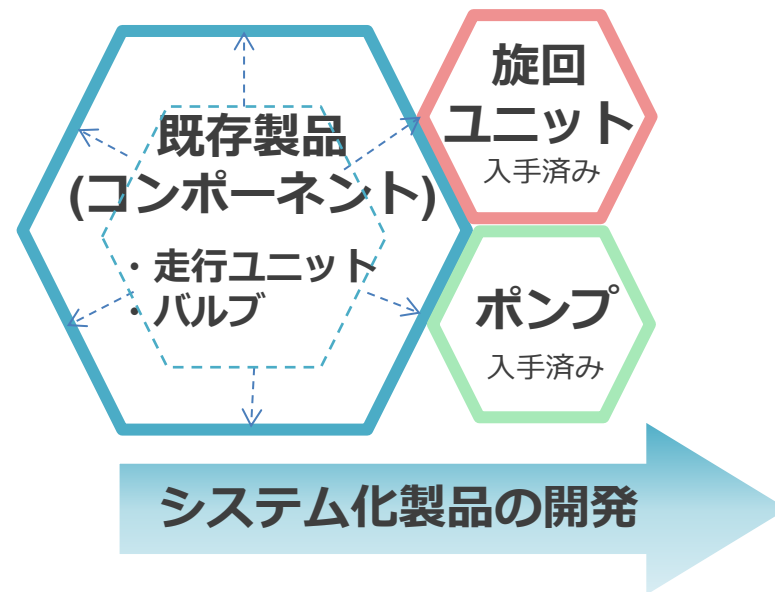 既存製品
(コンポーネント)
・走行ユニット
・バルブ
旋回
ユニット
入手済み
ポンプ
入手済み
システム化製品の開発